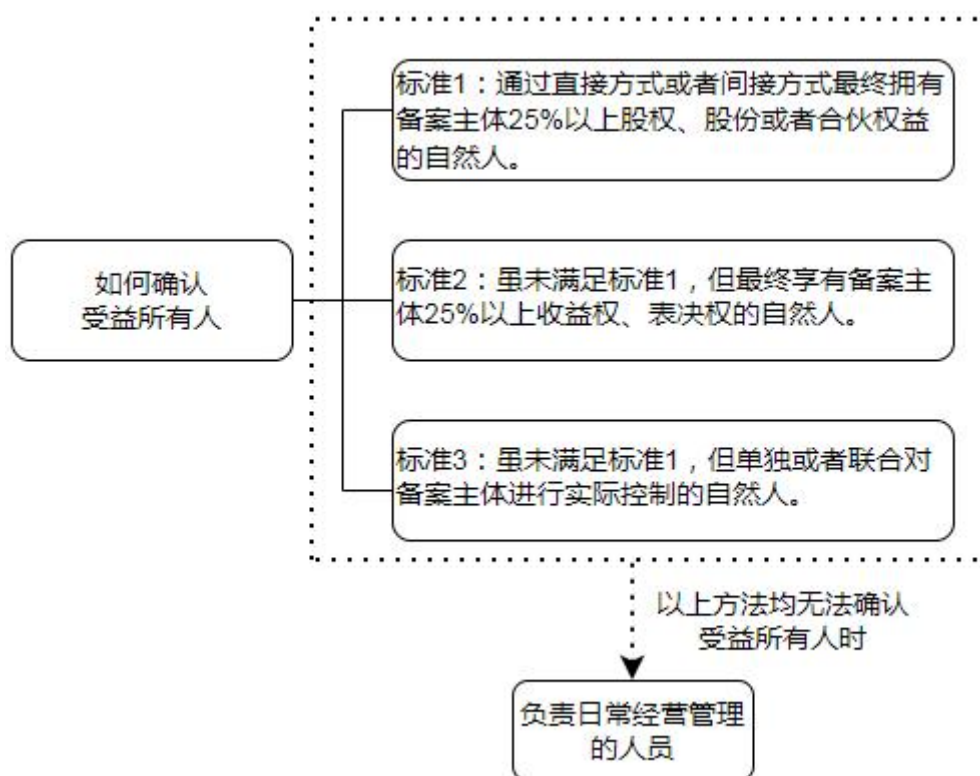 标准1：通过直接方式或者间接方式最终拥有
备案主体25%以上股权、股份或者合伙权益
的自然人。
如何确认
受益所有人
标准2：虽未满足标准1，但最终享有备案主
体25%以上收益权、表决权的自然人。
标准3：虽未满足标准1，但单独或者联合对
备案主体进行实际控制的自然人。
以上方法均无法确认
受益所有人时
负责日常经营管理
的人员